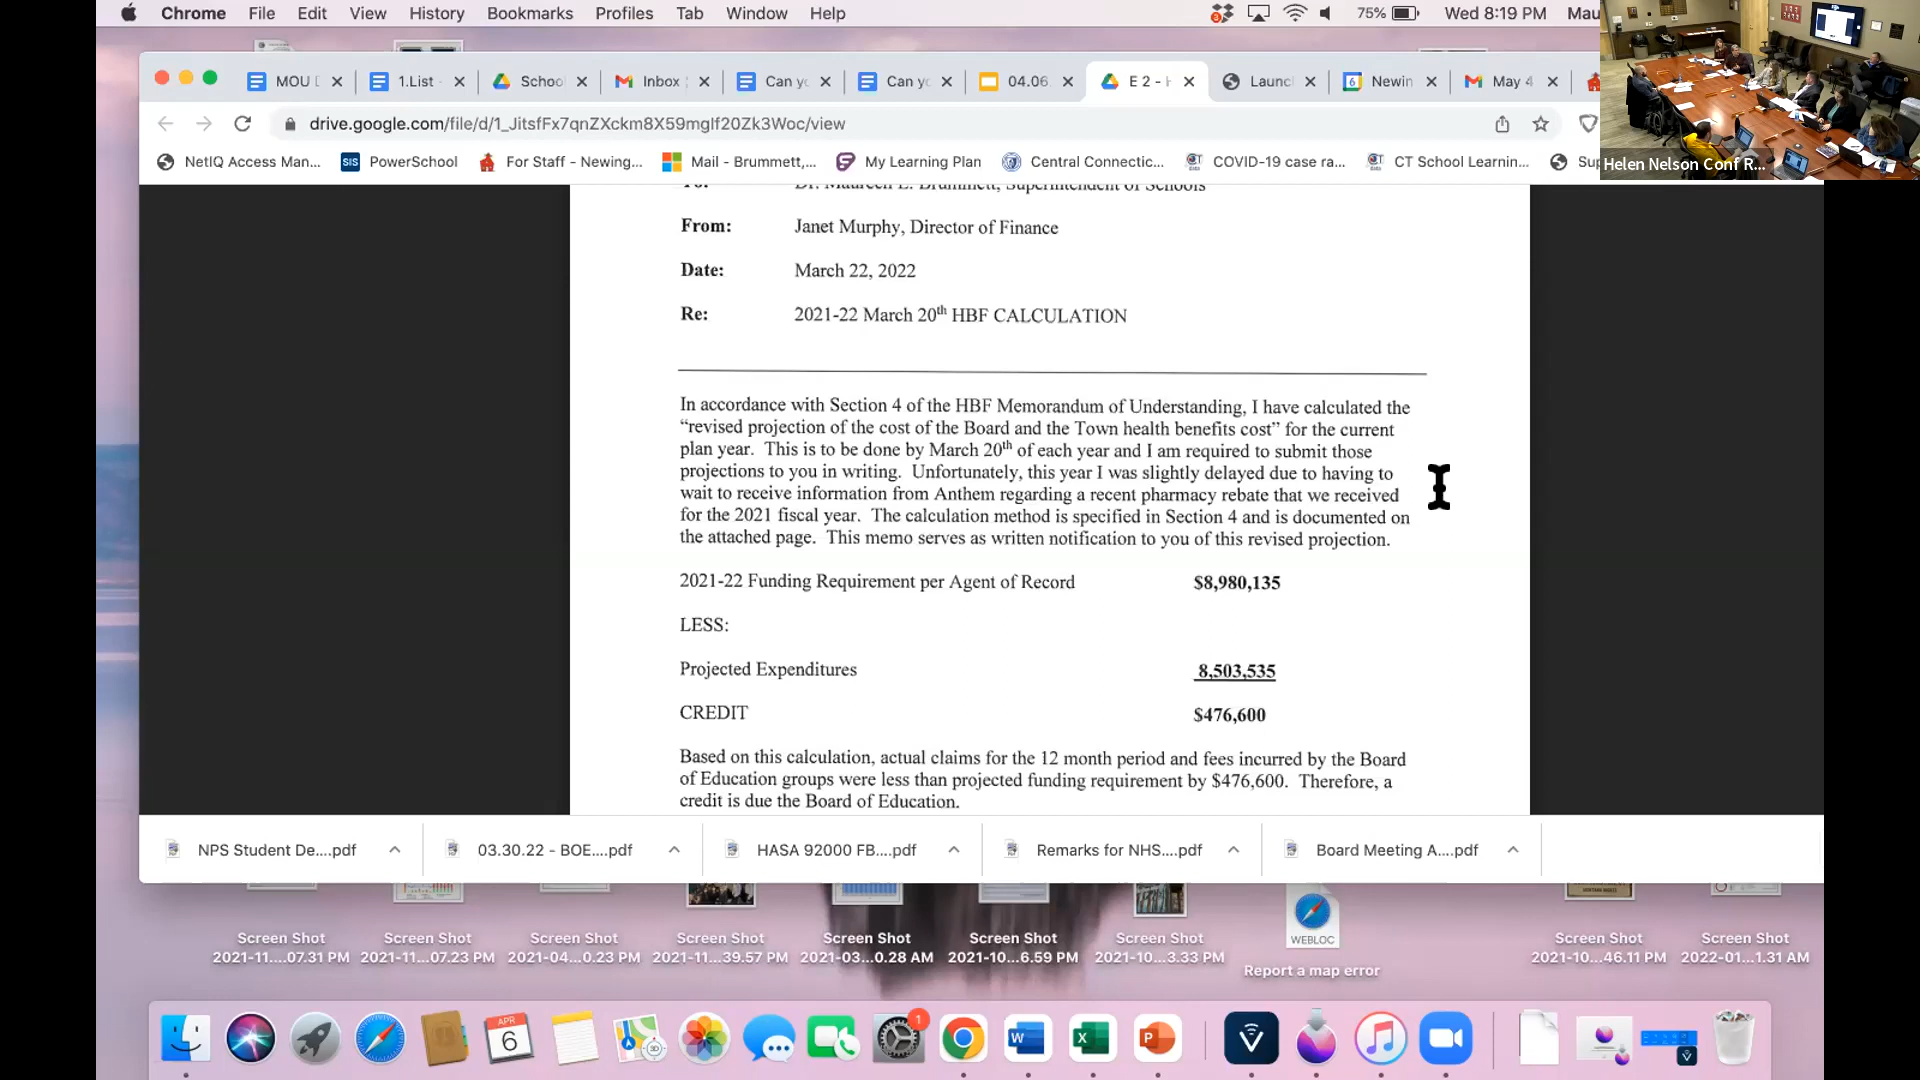 Chrome File Edit View History Bookmarks Profiles Tab Window Help
3 75% Wed 8:19 PM Mau
MOU 1.List Schoo Inbox Can yo Can yo 04.06 E 2 - Launc Newin May 4
drive.google.com/file/d/1_JitsfFx7qnZXckm8X59mglf20Zk3Woc/view
NetIQ Access Man... SIS PowerSchool For Staff - Newing... Mail - Brummett,... My Learning Plan Central Connectic... COVID-19 case ra... CT School Learnin... Su
Helen Nelson Conf R...
To: Dr. Maureen L. Brummett, Superintendent of Schools
From: Janet Murphy, Director of Finance
Date: March 22, 2022
Re: 2021-22 March 20th HBF CALCULATION
In accordance with Section 4 of the HBF Memorandum of Understanding, I have calculated the
“revised projection of the cost of the Board and the Town health benefits cost” for the current
plan year. This is to be done by March 20th of each year and I am required to submit those
projections to you in writing. Unfortunately, this year I was slightly delayed due to having to
wait to receive information from Anthem regarding a recent pharmacy rebate that we received
for the 2021 fiscal year. The calculation method is specified in Section 4 and is documented on
the attached page. This memo serves as written notification to you of this revised projection.
2021-22 Funding Requirement per Agent of Record $8,980,135
LESS:
Projected Expenditures 8,503,535
CREDIT $476,600
Based on this calculation, actual claims for the 12 month period and fees incurred by the Board
of Education groups were less than projected funding requirement by $476,600. Therefore, a
credit is due the Board of Education.
NPS Student De....pdf 03.30.22 - BOE....pdf HASA 92000 FB....pdf Remarks for NHS....pdf Board Meeting A....pdf
WEBLOC
Screen Shot Screen Shot Screen Shot Screen Shot Screen Shot Screen Shot Screen Shot Screen Shot Screen Shot
2021-11....07.31 PM 2021-11....07.23 PM 2021-04...0.23 PM 2021-11...39.57 PM 2021-03...0.28 AM 2021-10...6.59 PM 2021-10...3.33 PM 2021-10...46.11 PM 2022-01...1.31 AM
Report a map error
APR
6
1